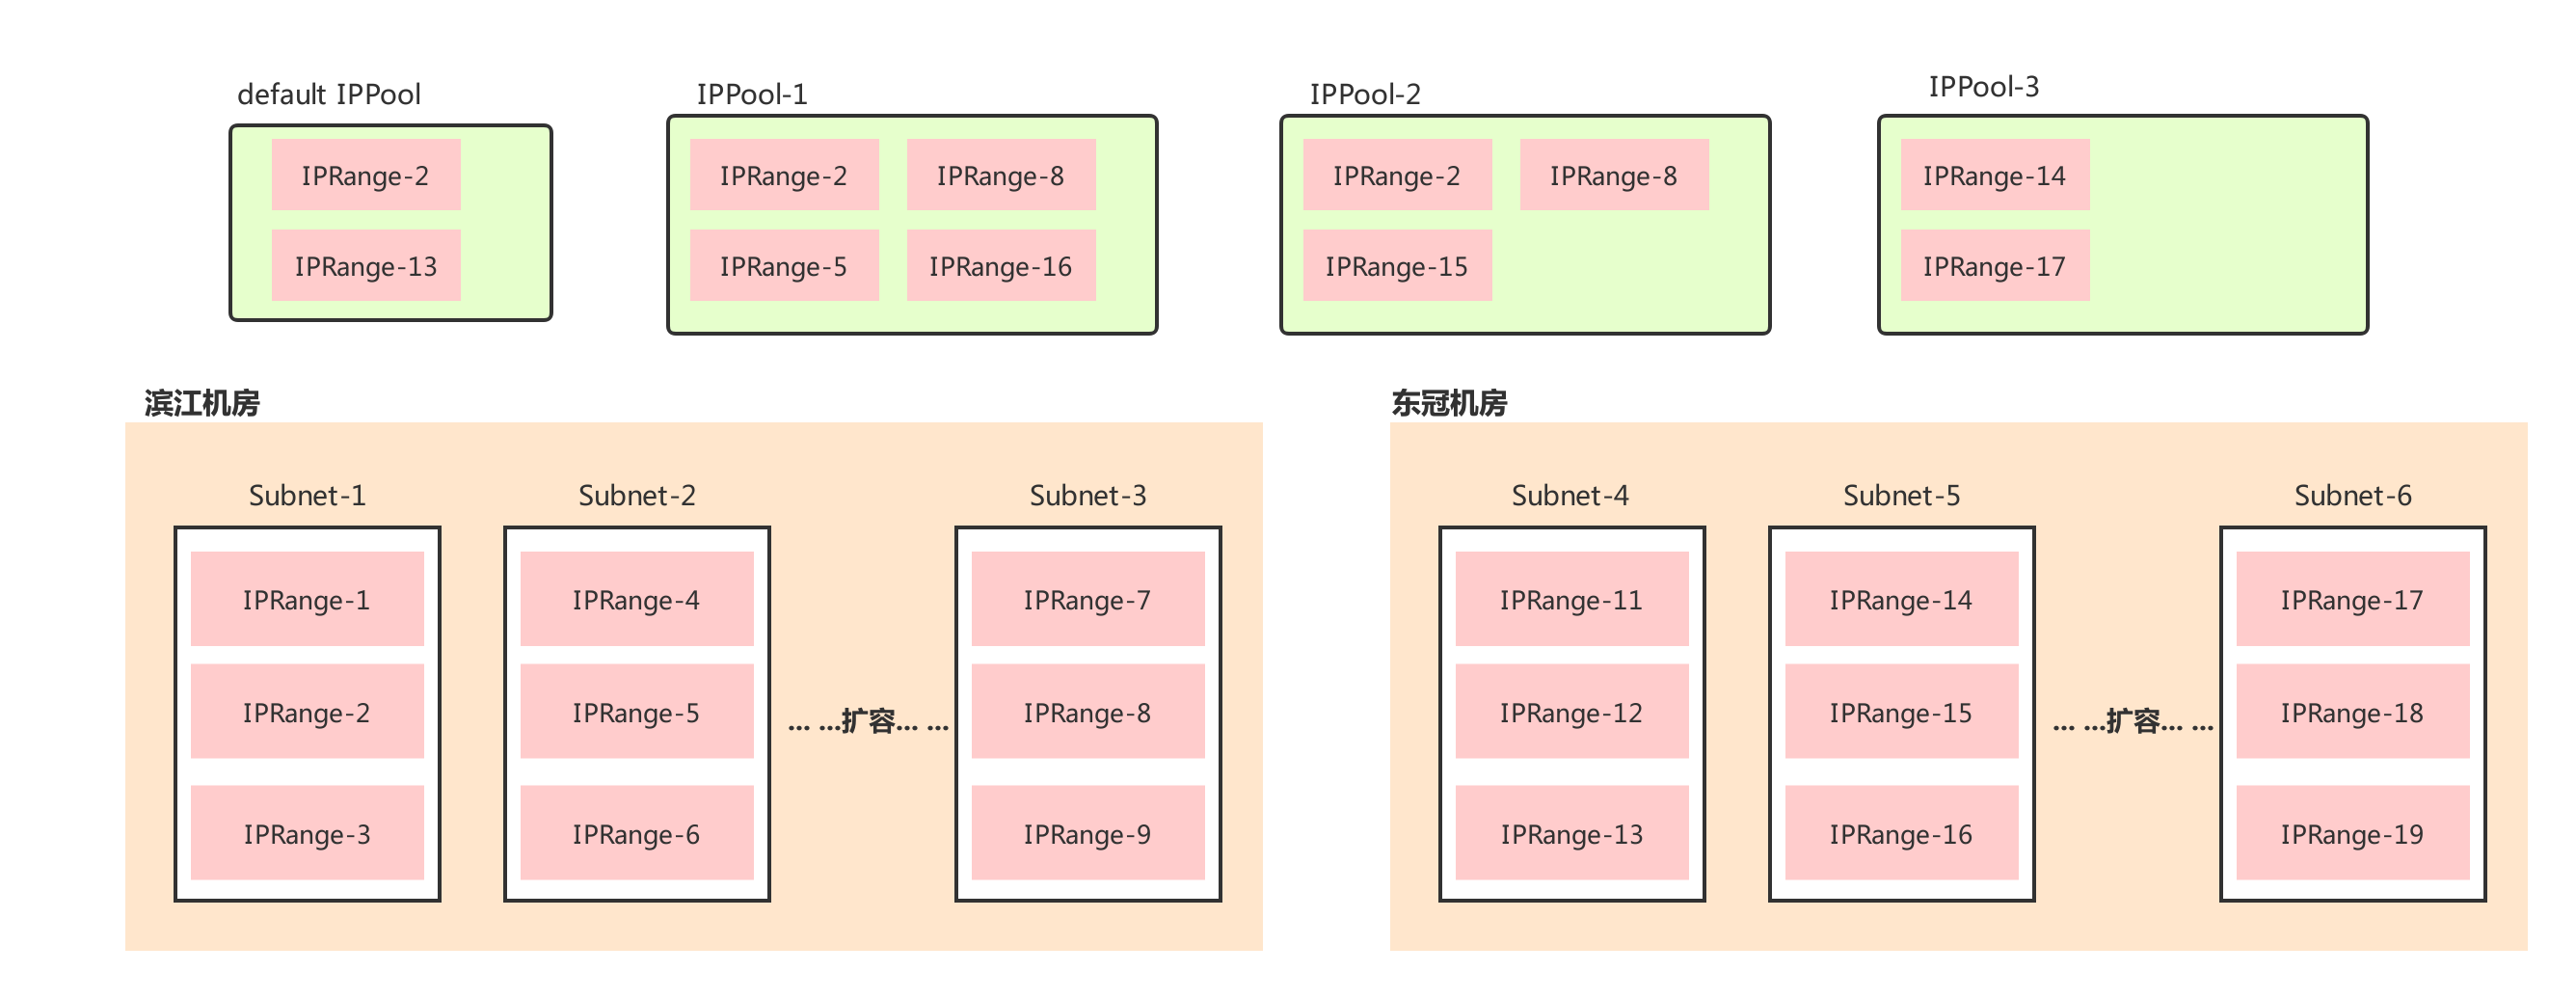 default IPPool
IPRange-2
IPRange-13
IPPool-1
IPRange-2
IPRange-8
IPRange-5
IPRange-16
IPPool-2
IPRange-2
IPRange-8
IPRange-15
IPPool-3
IPRange-14
IPRange-17
滨江机房
Subnet-1
IPRange-1
IPRange-2
IPRange-3
Subnet-2
IPRange-4
IPRange-5
IPRange-6
... ...扩容... ...
Subnet-3
IPRange-7
IPRange-8
IPRange-9
东冠机房
Subnet-4
IPRange-11
IPRange-12
IPRange-13
Subnet-5
IPRange-14
IPRange-15
IPRange-16
... ...扩容... ...
Subnet-6
IPRange-17
IPRange-18
IPRange-19